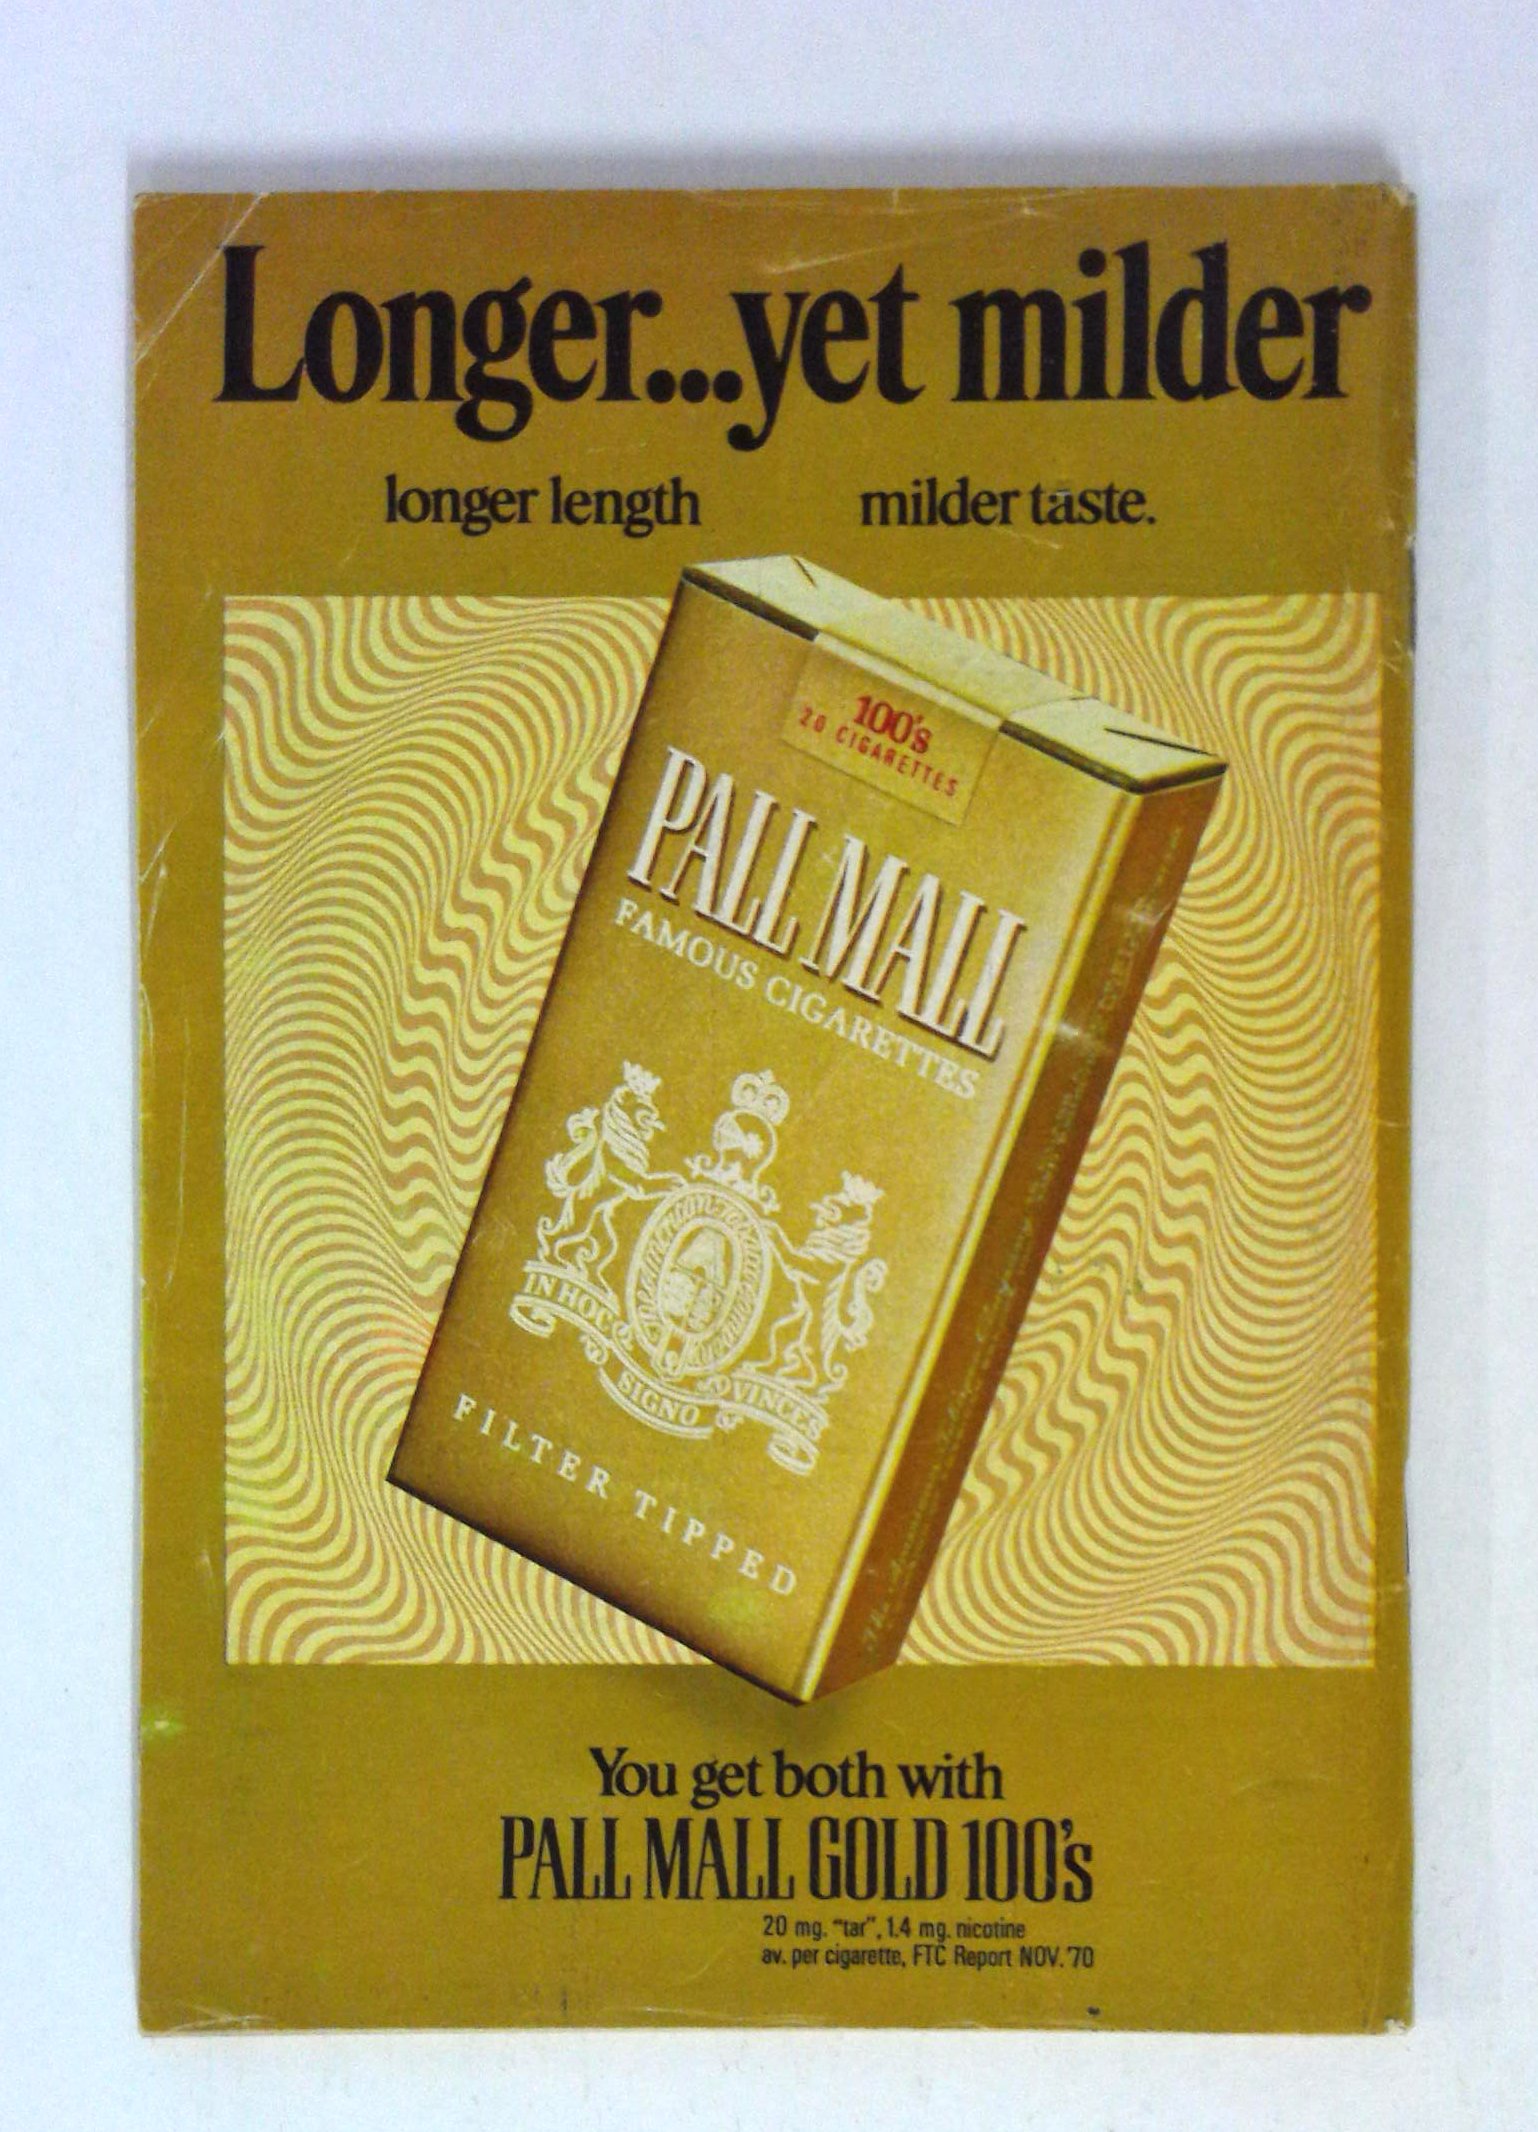 Longer...yet milder
longer length milder taste.
100's
20 CIGARETTES
PALL MALL
FAMOUS CIGARETTES
IN HOC
SIGNO
VINCES
FILTER TIPPED
You get both with
PALL MALL GOLD 100's
20 mg. "tar", 1.4 mg. nicotine
av. per cigarette, FTC Report NOV. '70